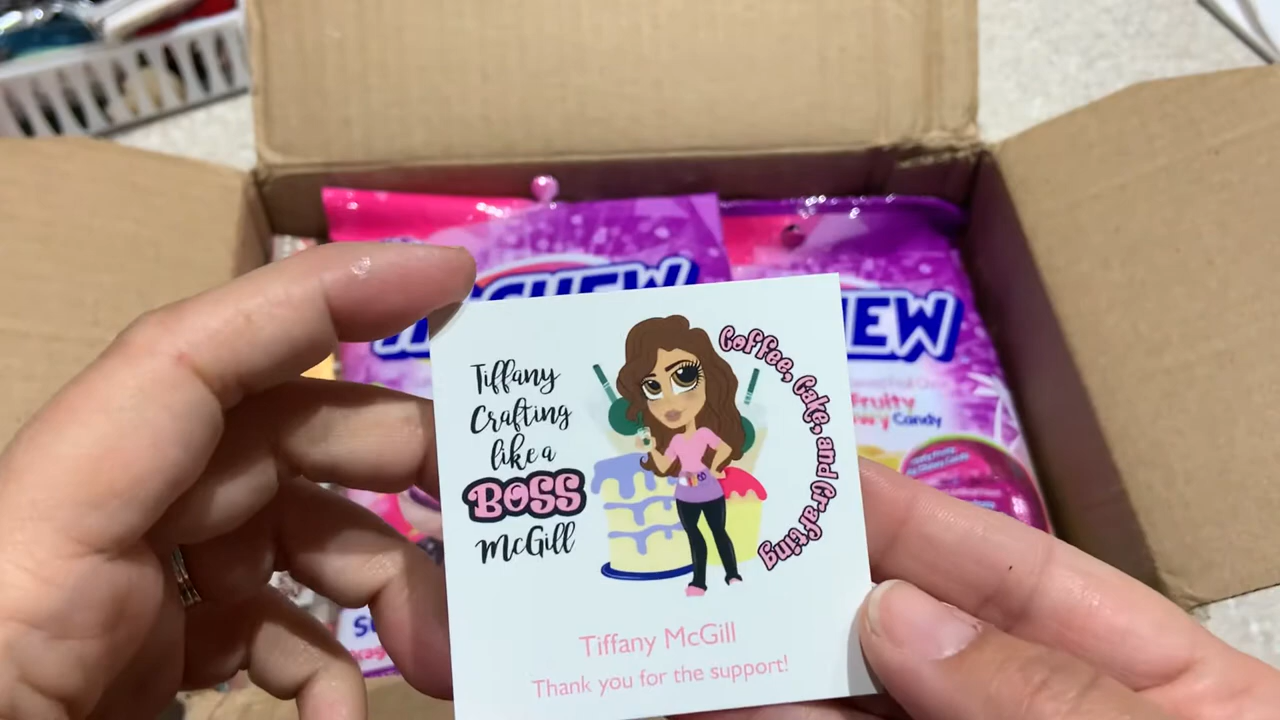 CHEW
HEW
Fruity
Candy
Tiffany
Crafting
like a
BOSS
McGill
Coffee, Cake, and Crafting
Tiffany McGill
Thank you for the support!